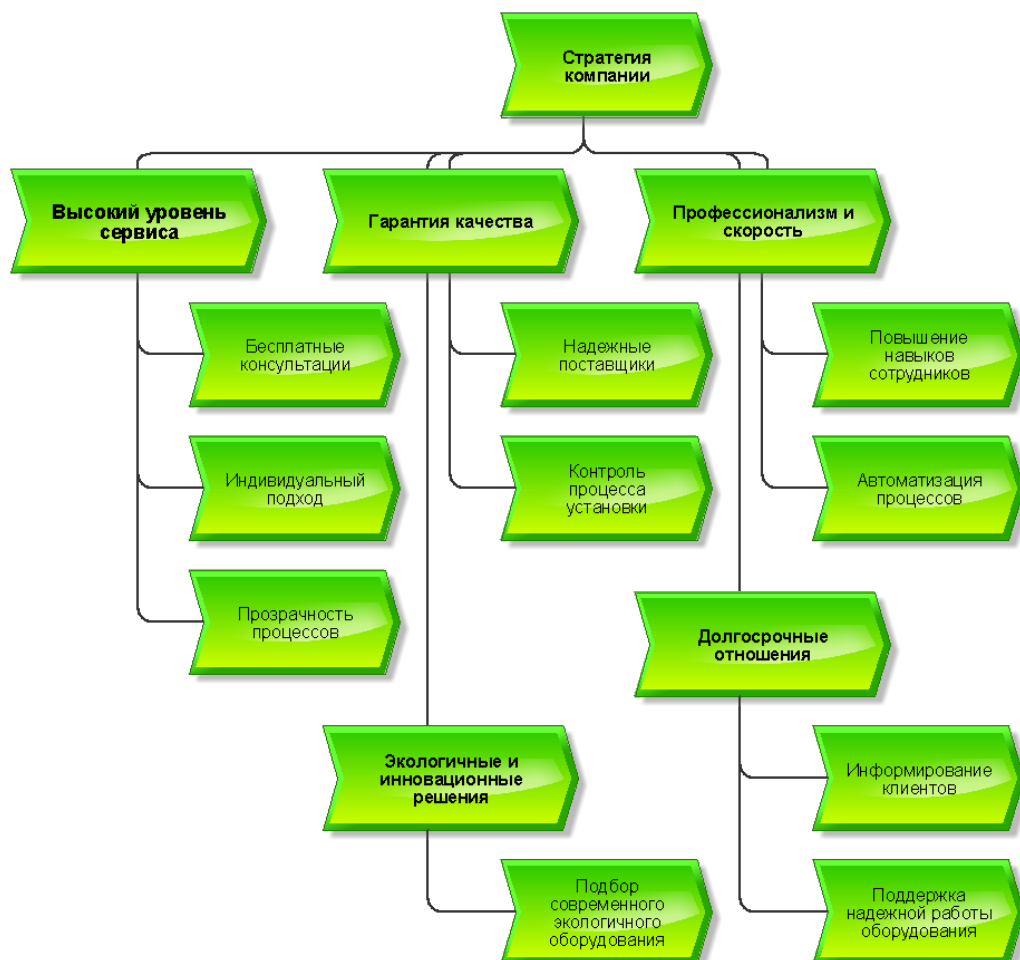 Стратегия
компании
Высокий уровень
сервиса
Гарантия качества
Профессионализм и
скорость
Бесплатные
консультации
Надежные
поставщики
Повышение
навыков
сотрудников
Индивидуальный
подход
Контроль
процесса
установки
Автоматизация
процессов
Прозрачность
процессов
Долгосрочные
отношения
Экологичные и
инновационные
решения
Информирование
клиентов
Подбор
современного
экологичного
оборудования
Поддержка
надежной работы
оборудования